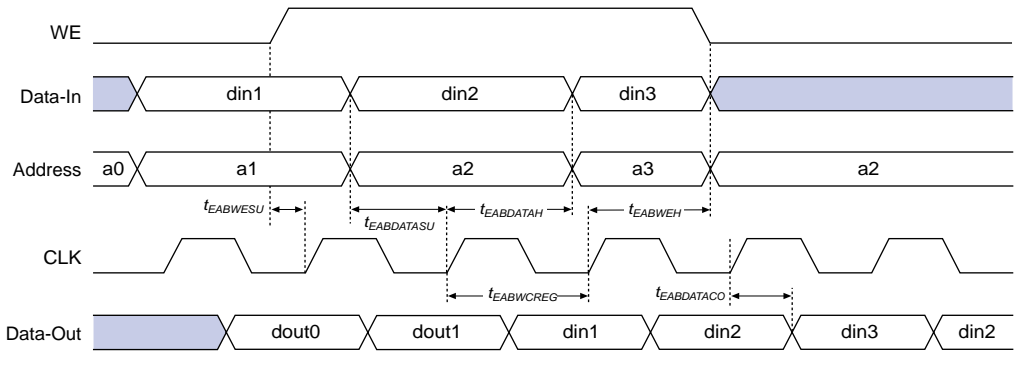 WE
Data-In din1 din2 din3
Address a0 a1 a2 a3 a2
tEABWESU tEABDATASU tEABDATAH tEABWEH
CLK
tEABWCREG tEABDATACO
Data-Out dout0 dout1 din1 din2 din3 din2